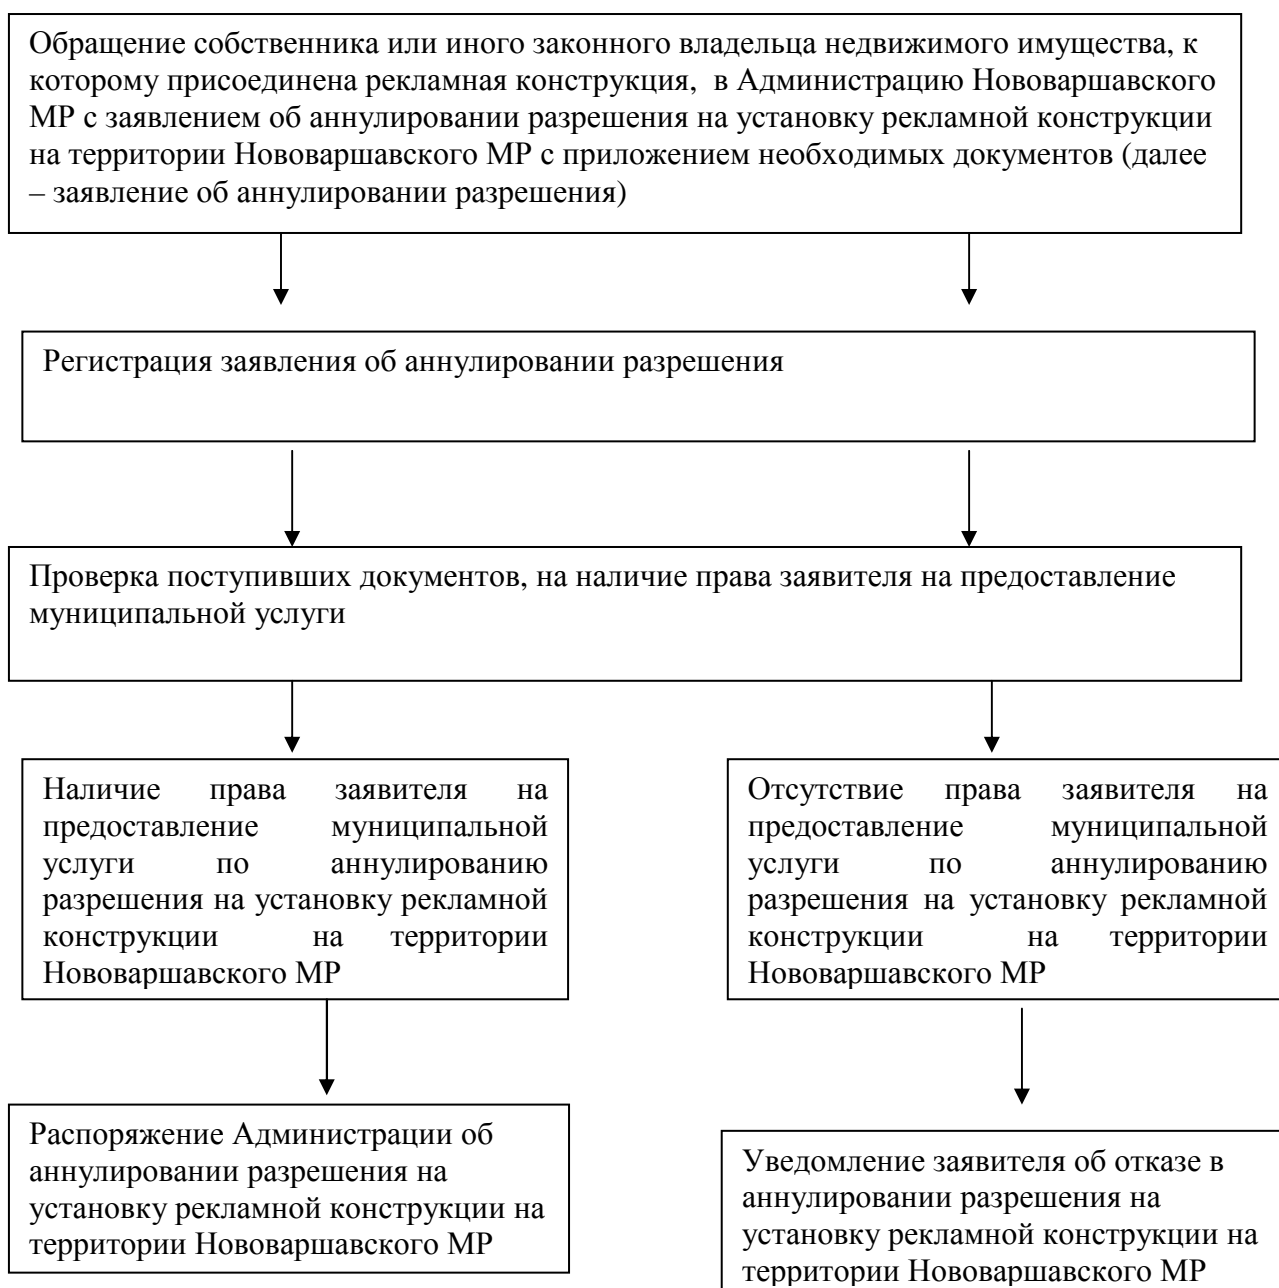 Обращение собственника или иного законного владельца недвижимого имущества, к
которому присоединена рекламная конструкция, в Администрацию Нововаршавского
МР с заявлением об аннулировании разрешения на установку рекламной конструкции
на территории Нововаршавского МР с приложением необходимых документов (далее
– заявление об аннулировании разрешения)
Регистрация заявления об аннулировании разрешения
Проверка поступивших документов, на наличие права заявителя на предоставление
муниципальной услуги
Наличие права заявителя на
предоставление муниципальной
услуги по аннулированию
разрешения на установку рекламной
конструкции на территории
Нововаршавского МР
Отсутствие права заявителя на
предоставление муниципальной
услуги по аннулированию
разрешения на установку рекламной
конструкции на территории
Нововаршавского МР
Распоряжение Администрации об
аннулировании разрешения на
установку рекламной конструкции на
территории Нововаршавского МР
Уведомление заявителя об отказе в
аннулировании разрешения на
установку рекламной конструкции на
территории Нововаршавского МР